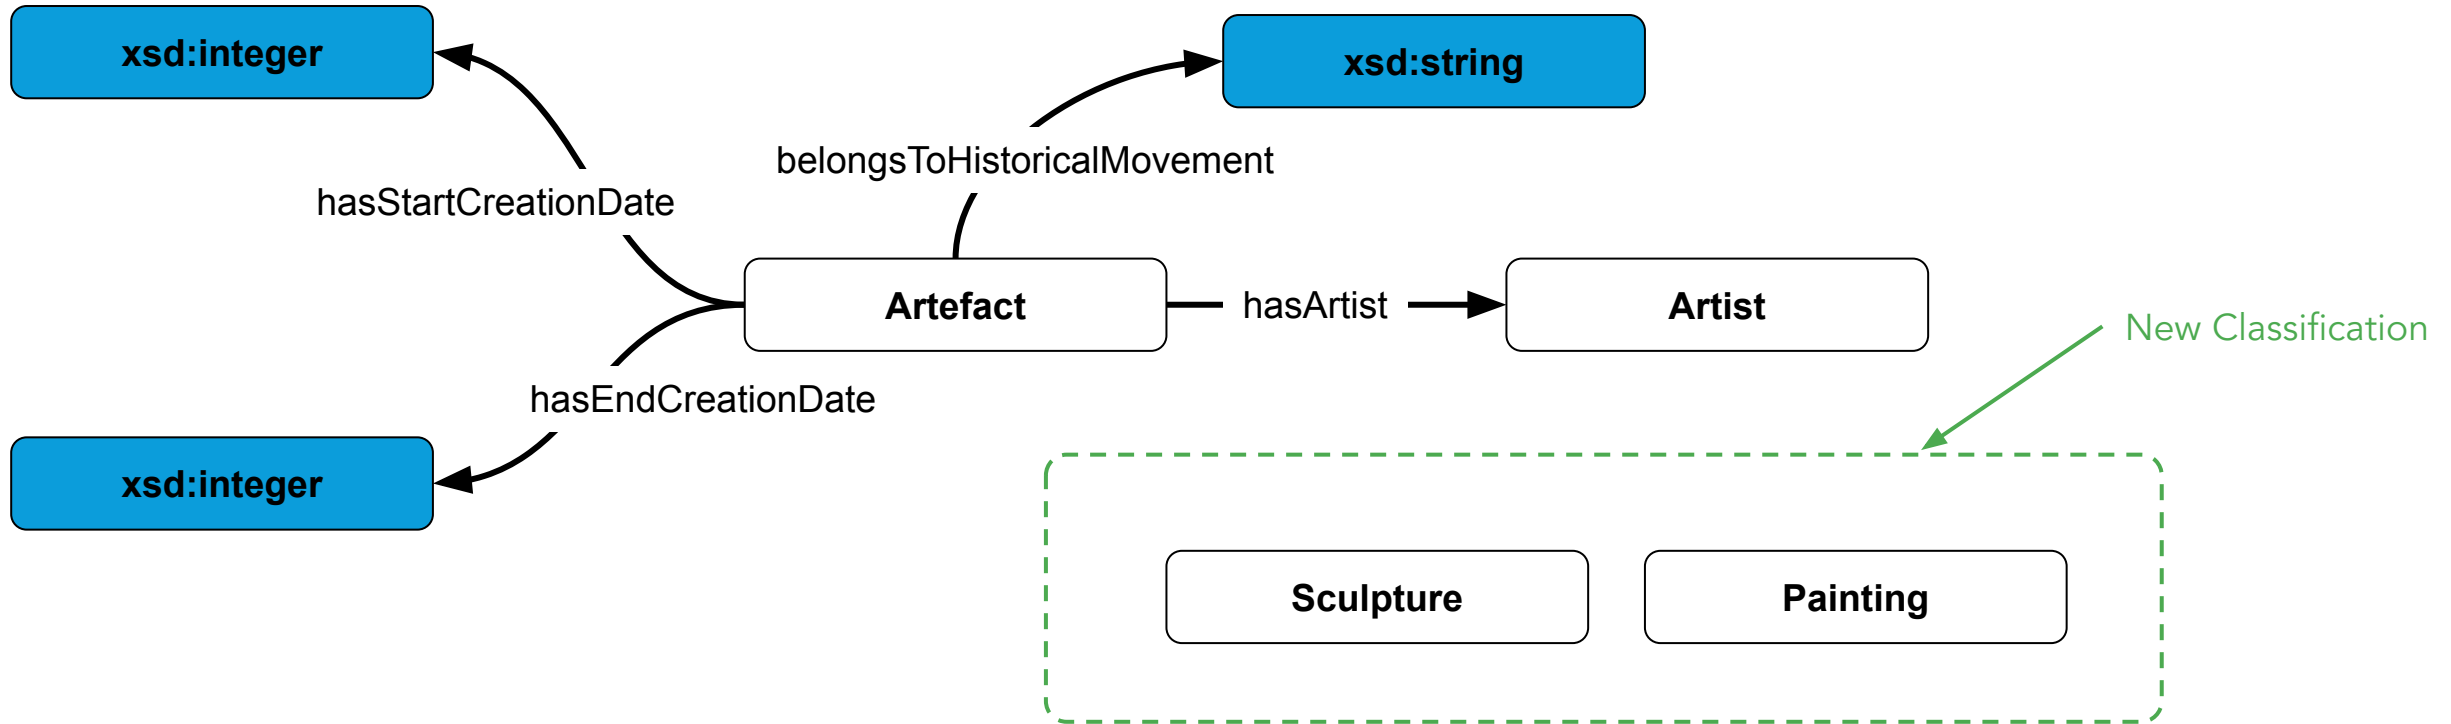 xsd:integer
xsd:string
belongsToHistoricalMovement
hasStartCreationDate
Artefact
hasArtist
Artist
New Classification
hasEndCreationDate
xsd:integer
Sculpture
Painting